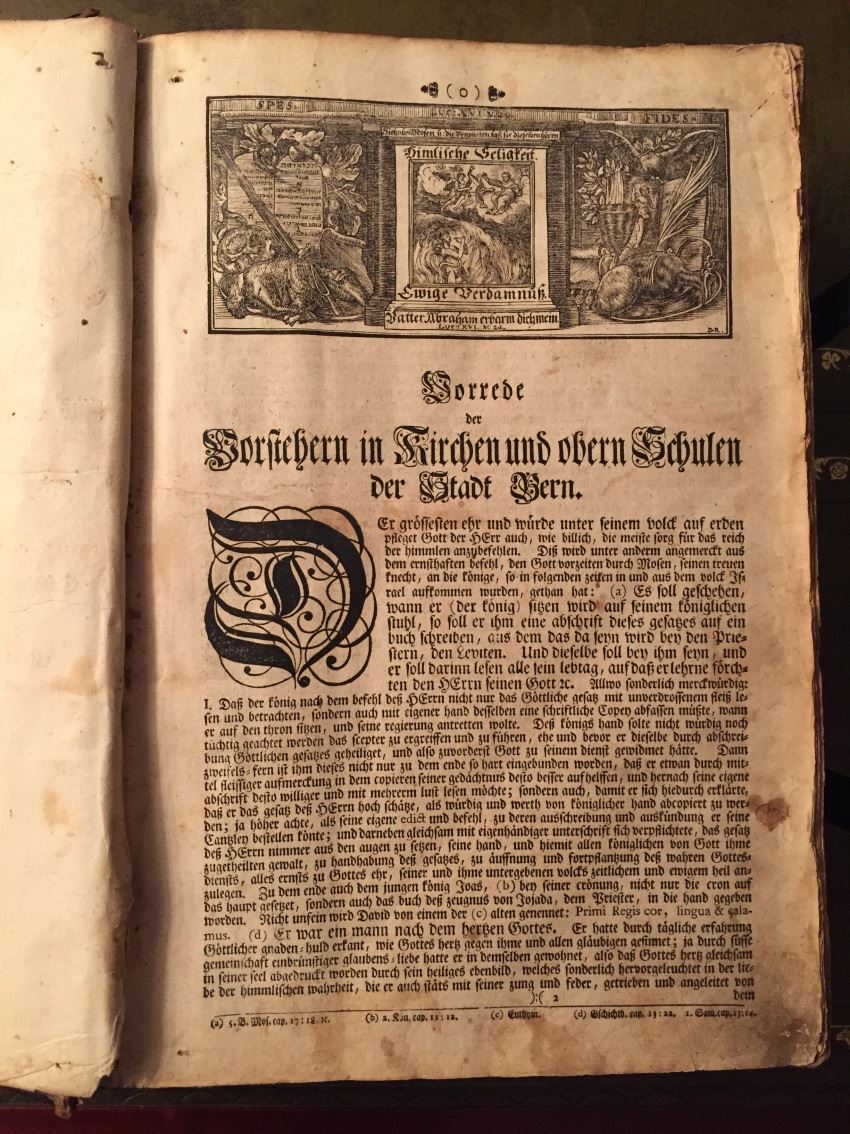 ( O )
SPES.
LUC. XVI. V. 29.
FIDES.
Himlische Seligkeit.
Ewige Verdamnuß.
Vatter Abraham erbarm dich mein
Luc. XVI. V. 24.
D.R.
Vorrede
der
Vorstehern in Kirchen und obern Schulen
der Stadt Bern.
DEr grössesten ehr und würde unter seinem volck auf erden
pfleget Gott der HErr auch, wie billich, die meiste sorg für das reich
der himmlen anzubefehlen. Diß wird unter anderm angemerckt aus
dem ernsthaften befehl, den Gott vorzeiten durch Mosen, seinen treuen
knecht, an die könige, so in folgenden zeiten in und aus dem volck Is-
rael aufkommen wurden, gethan hat: (a) Es soll geschehen,
wann er (der könig) sitzen wird auf seinem königlichen
stuhl, so soll er ihm eine abschrift dieses gesatzes auf ein
buch schreiben, aus dem das da seyn wird bey den Prie-
stern, den Leviten. Und dieselbe soll bey ihm seyn, und
er soll darinn lesen alle sein lebtag, auf daß er lehrne förch-
ten den HErrn seinen Gott ꝛc. Allwo sonderlich merckwürdig:
I. Daß der könig nach dem befehl deß HErrn nicht nur das Göttliche gesatz mit unverdrossenem fleiß le-
sen und betrachten, sondern auch mit eigener hand desselben eine schriftliche Copey abfassen müßte, wann
er auf den thron sitzen, und seine regierung antretten wolte. Deß königs hand solte nicht würdig noch
tüchtig geachtet werden das scepter zu ergreiffen und zu führen, ehe und bevor er dieselbe durch abschrei-
bung Göttlichen gesatzes geheiliget, und also zuvorderst Gott zu seinem dienst gewidmet hätte. Dann
zweifels-fern ist ihm dieses nicht nur zu dem ende so hart eingebunden worden, daß er etwan durch mit-
tel fleissiger aufmerckung in dem copieren seiner gedächtnus desto besser aufhelffen, und hernach seine eigene
abschrift desto williger und mit mehrerm lust lesen möchte; sondern auch, damit er sich hiedurch erklärte,
daß er das gesatz deß HErrn hoch schätze, als würdig und werth von königlicher hand abcopiert zu wer-
den; ja höher achte, als seine eigene edict und befehl, zu deren ausschreibung und auskündung er seine
Cantzley bestellen könte; und darneben gleichsam mit eigenhändiger unterschrift sich verpflichtete, das gesatz
deß HErrn nimmer aus den augen zu setzen, seine hand, und hiemit allen königlichen von Gott ihme
zugetheilten gewalt, zu handhabung deß gesatzes, zu äuffnung und fortpflantzung deß wahren Gottes-
diensts, alles ernsts zu Gottes ehr, seiner und ihme untergebenen volcks zeitlichem und ewigem heil an-
zulegen. Zu dem ende auch dem jungen könig Joas, (b) bey seiner crönung, nicht nur die cron auf
das haupt gesetzet, sondern auch das buch deß zeugnus von Jojada, dem Priester, in die hand gegeben
worden. Nicht unfein wird David von einem der (c) alten genennet: Primi Regis cor, lingua & cala-
mus. (d) Er war ein mann nach dem hertzen Gottes. Er hatte durch tägliche erfahrung
Göttlicher gnaden-huld erkant, wie Gottes hertz gegen ihme und allen gläubigen gesinnet; ja durch süsse
gemeinschaft einbrünstiger glaubens-liebe hatte er in demselben gewohnet, also daß Gottes hertz gleichsam
in seiner seel abgedruckt worden durch sein heiliges ebenbild, welches sonderlich hervorgeleuchtet in der lie-
be der himmlischen wahrheit, die er auch stäts mit seiner zung und feder, getrieben und angeleitet von
):( 2 dem
(a) 5. B. Mos. cap. 17: 18. ꝛc. (b) 2. Kön. cap. 11: 12. (c) Euthym. (d) Gschichth. cap. 13: 22. 1. Sam. cap. 13: 14.